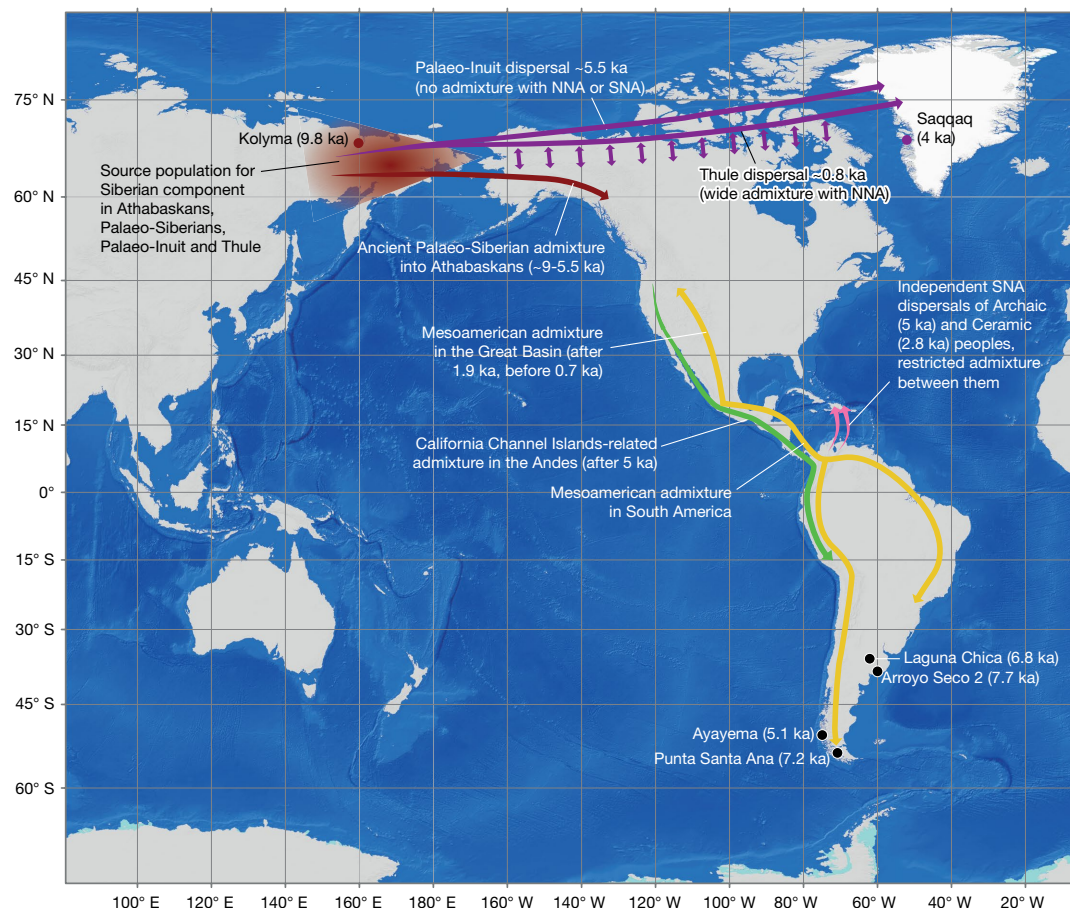 Palaeo-Inuit dispersal ~5.5 ka
(no admixture with NNA or SNA)
75° N
Kolyma (9.8 ka)
Saqqaq
(4 ka)
Source population for
Siberian component
in Athabaskans,
Palaeo-Siberians,
Palaeo-Inuit and Thule
Thule dispersal ~0.8 ka
(wide admixture with NNA)
60° N
Ancient Palaeo-Siberian admixture
into Athabaskans (~9-5.5 ka)
45° N
Independent SNA
dispersals of Archaic
(5 ka) and Ceramic
(2.8 ka) peoples,
restricted admixture
between them
Mesoamerican admixture
in the Great Basin (after
1.9 ka, before 0.7 ka)
30° N
15° N
California Channel Islands-related
admixture in the Andes (after 5 ka)
Mesoamerican admixture
in South America
0°
15° S
30° S
Laguna Chica (6.8 ka)
Arroyo Seco 2 (7.7 ka)
45° S
Ayayema (5.1 ka)
Punta Santa Ana (7.2 ka)
60° S
100° E 120° E 140° E 160° E 180° E 160° W 140° W 120° W 100° W 80° W 60° W 40° W 20° W